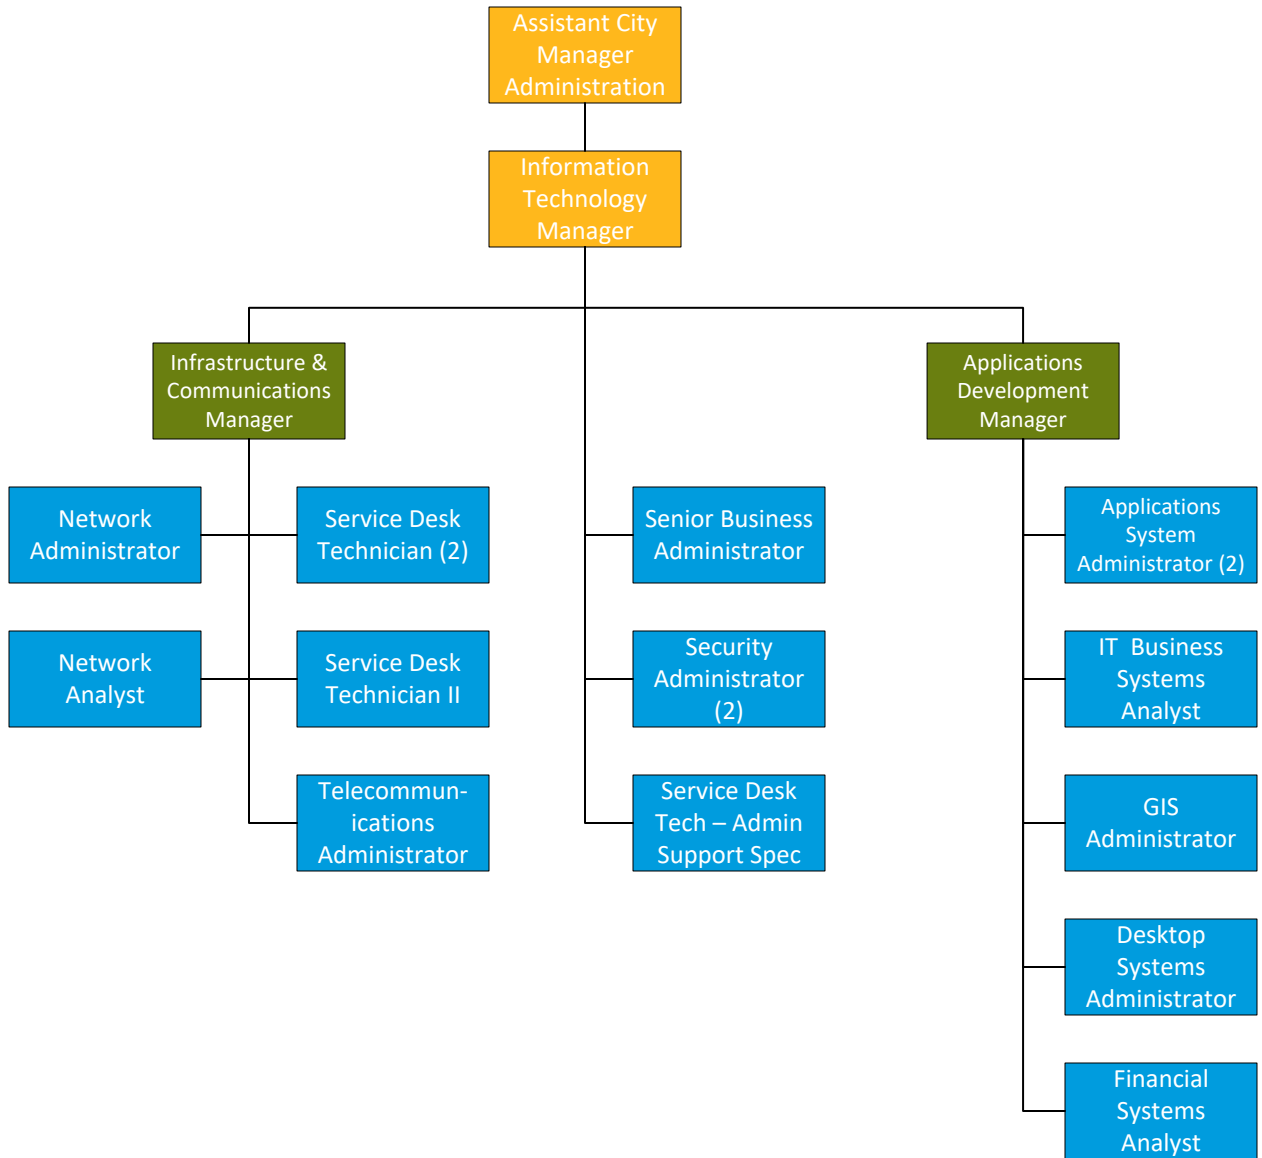 Assistant City
Manager
Administration
Information
Technology
Manager
Infrastructure &
Communications
Manager
Applications
Development
Manager
Network
Administrator
Service Desk
Technician (2)
Senior Business
Administrator
Applications
System
Administrator (2)
Network
Analyst
Service Desk
Technician II
Security
Administrator
(2)
IT  Business
Systems
Analyst
Telecommun-
ications
Administrator
Service Desk
Tech – Admin
Support Spec
GIS
Administrator
Desktop
Systems
Administrator
Financial
Systems
Analyst